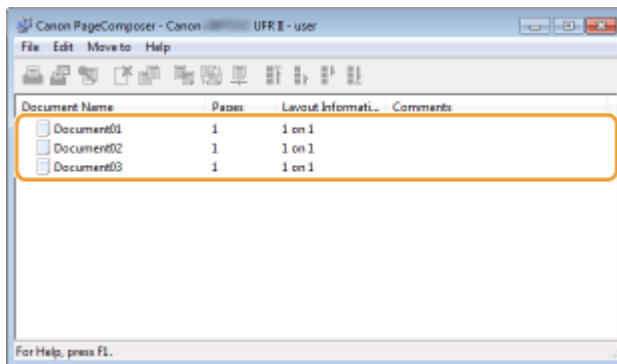 Canon PageComposer - Canon UFR II - user
File Edit Move to Help
Document Name Pages Layout Informati... Comments
Document01 1 1 on 1
Document02 1 1 on 1
Document03 1 1 on 1
For Help, press F1.